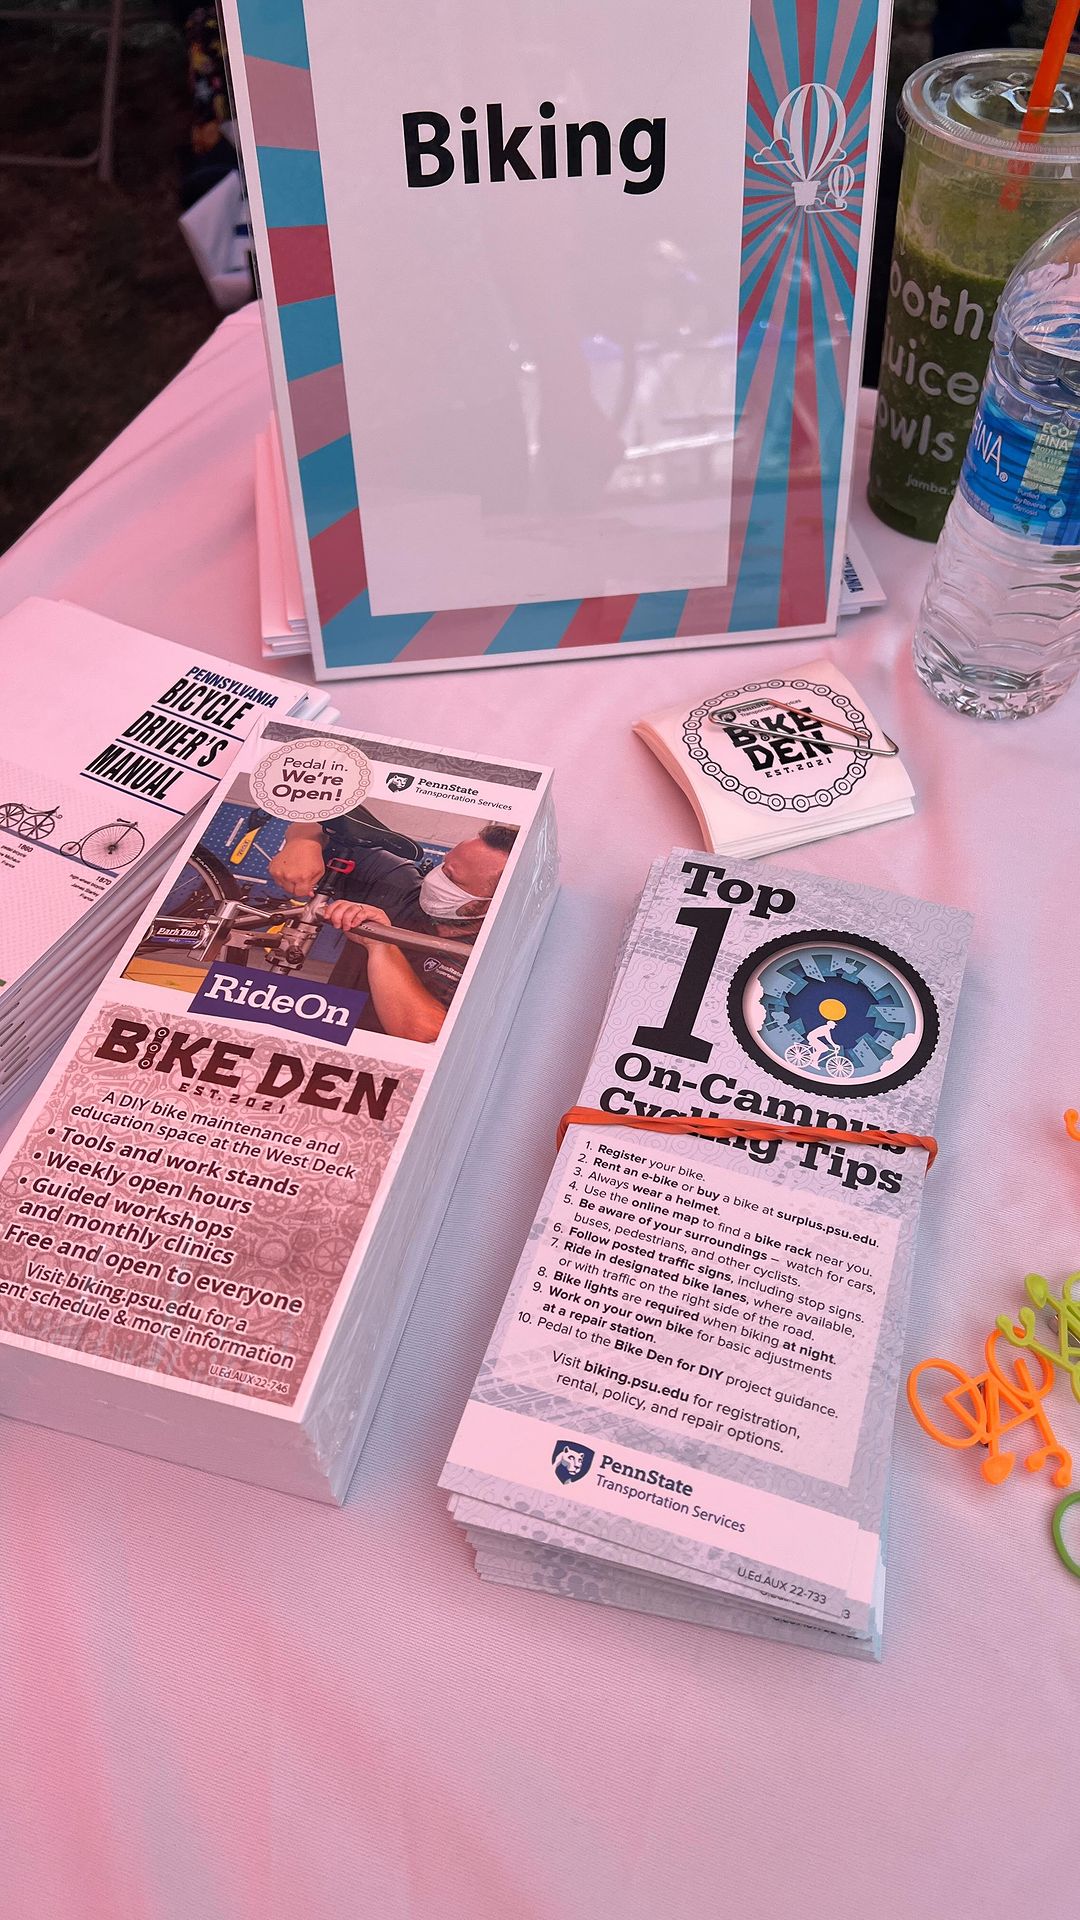 Biking
ECO
FINA
jamba
PENNSYLVANIA
BICYCLE
DRIVER'S
MANUAL
1860
1870
PennState
BIKE
DEN
EST. 2021
Pedal in.
We're
Open!
PennState
Transportation Services
ParkTool
RideOn
BIKE DEN
EST. 2021
A DIY bike maintenance and
education space at the West Deck
• Tools and work stands
• Weekly open hours
• Guided workshops
and monthly clinics
Free and open to everyone
Visit biking.psu.edu for a
schedule & more information
U.Ed.AUX 22-746
Top
10
On-Campus
Cycling Tips
1. Register your bike.
2. Rent an e-bike or buy a bike at surplus.psu.edu.
3. Always wear a helmet.
4. Use the online map to find a bike rack near you.
5. Be aware of your surroundings – watch for cars,
buses, pedestrians, and other cyclists.
6. Follow posted traffic signs, including stop signs.
7. Ride in designated bike lanes, where available,
or with traffic on the right side of the road.
8. Bike lights are required when biking at night.
9. Work on your own bike for basic adjustments
at a repair station.
10. Pedal to the Bike Den for DIY project guidance.
Visit biking.psu.edu for registration,
rental, policy, and repair options.
PennState
Transportation Services
U.Ed.AUX 22-733